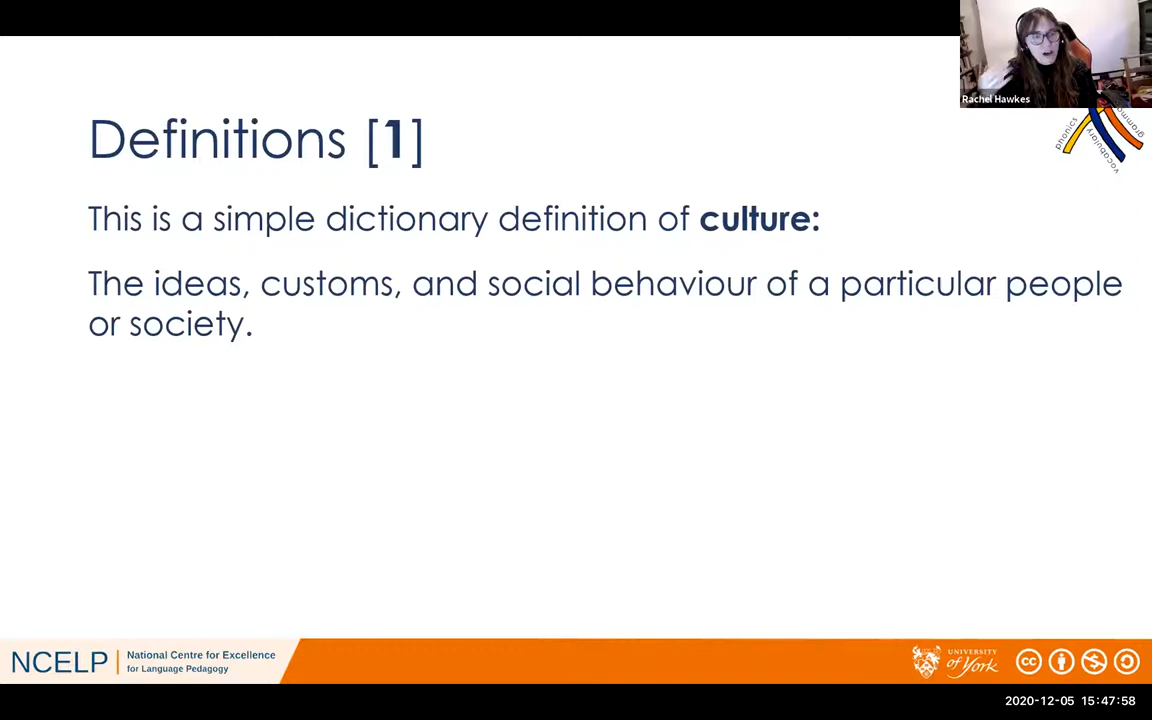 Rachel Hawkes
phonics
vocabulary
Definitions [1]
This is a simple dictionary definition of culture:
The ideas, customs, and social behaviour of a particular people
or society.
NCELP
National Centre for Excellence
for Language Pedagogy
UNIVERSITY
of York
cc
2020-12-05 15:47:58